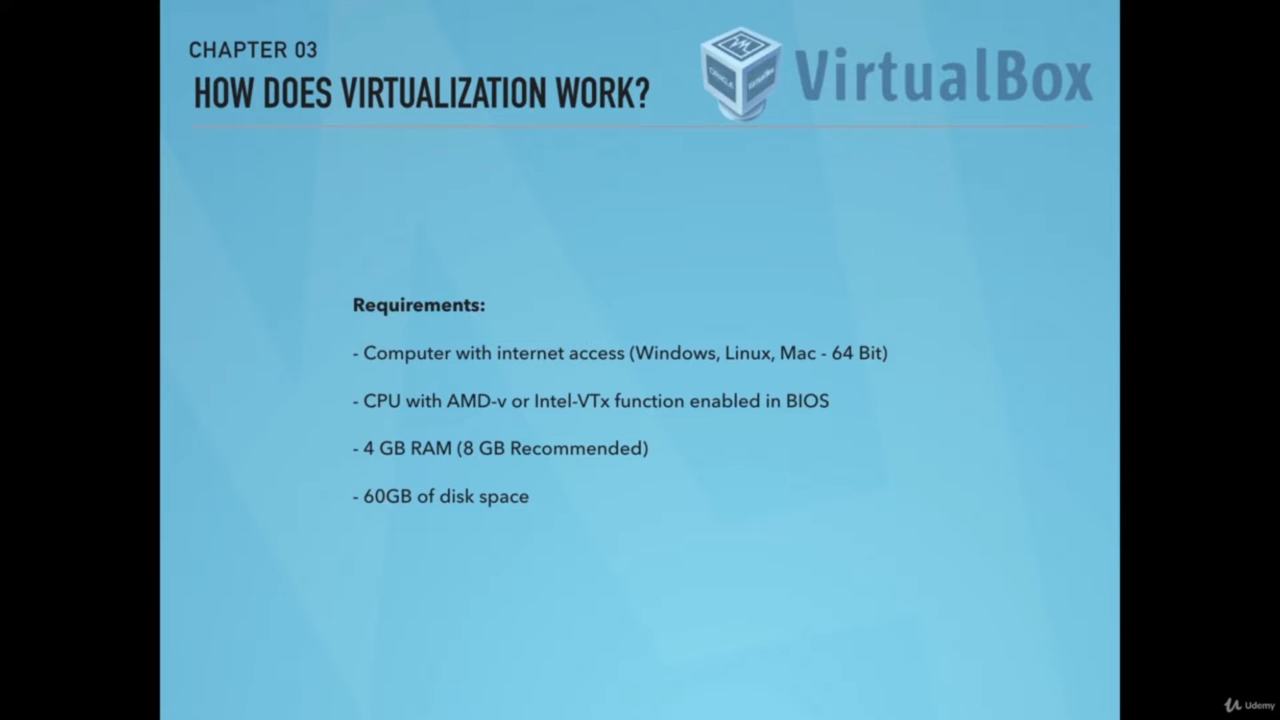 CHAPTER 03
HOW DOES VIRTUALIZATION WORK?
VirtualBox
Requirements:
- Computer with internet access (Windows, Linux, Mac - 64 Bit)
- CPU with AMD-v or Intel-VTx function enabled in BIOS
- 4 GB RAM (8 GB Recommended)
- 60GB of disk space
Udemy